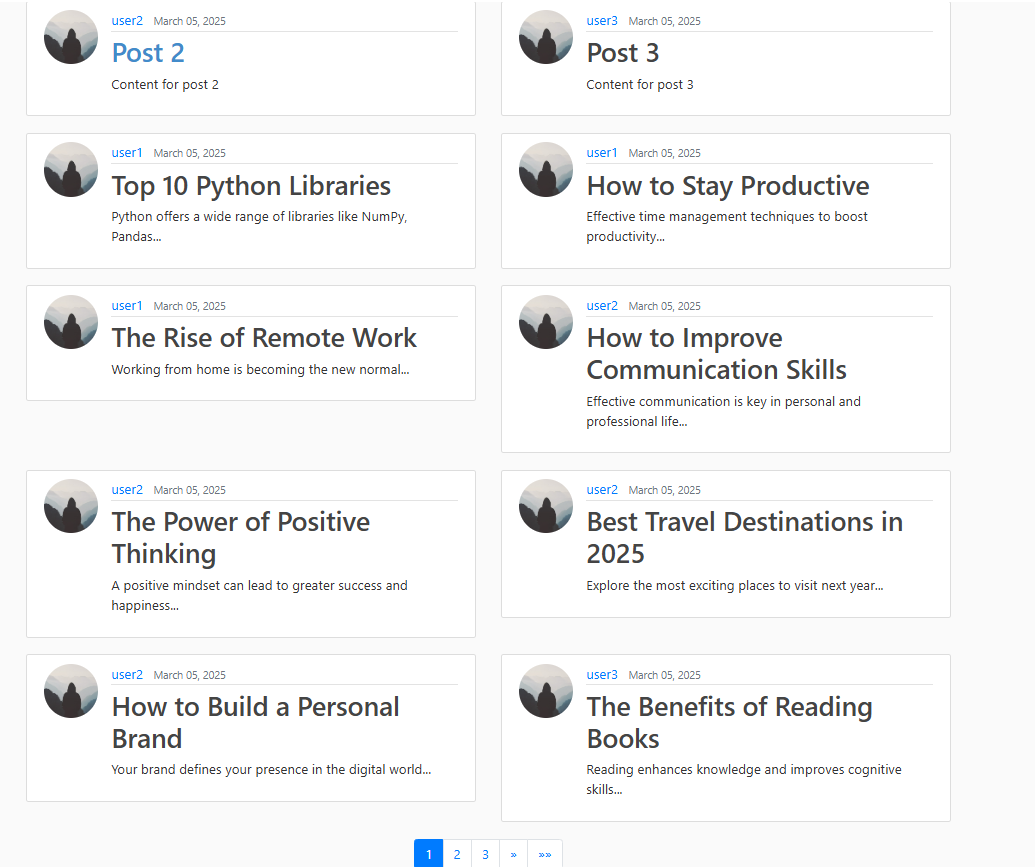 user2 March 05, 2025
Post 2
Content for post 2
user3 March 05, 2025
Post 3
Content for post 3
user1 March 05, 2025
Top 10 Python Libraries
Python offers a wide range of libraries like NumPy,
Pandas...
user1 March 05, 2025
How to Stay Productive
Effective time management techniques to boost
productivity...
user1 March 05, 2025
The Rise of Remote Work
Working from home is becoming the new normal...
user2 March 05, 2025
How to Improve
Communication Skills
Effective communication is key in personal and
professional life...
user2 March 05, 2025
The Power of Positive
Thinking
A positive mindset can lead to greater success and
happiness...
user2 March 05, 2025
Best Travel Destinations in
2025
Explore the most exciting places to visit next year...
user2 March 05, 2025
How to Build a Personal
Brand
Your brand defines your presence in the digital world...
user3 March 05, 2025
The Benefits of Reading
Books
Reading enhances knowledge and improves cognitive
skills...
1 2 3 » »»